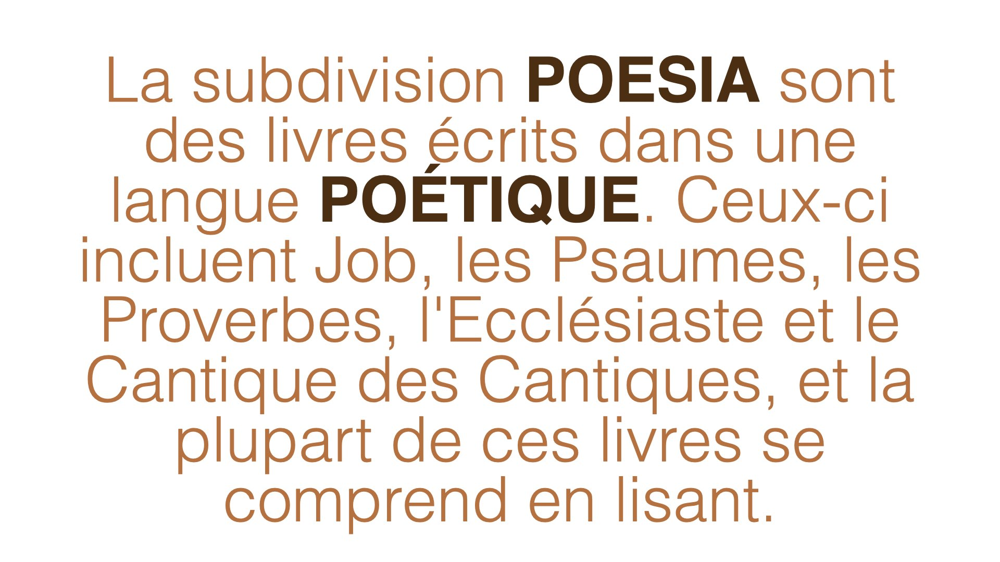 La subdivision POESIA sont
des livres écrits dans une
langue POÉTIQUE. Ceux-ci
incluent Job, les Psaumes, les
Proverbes, l'Ecclésiaste et le
Cantique des Cantiques, et la
plupart de ces livres se
comprend en lisant.